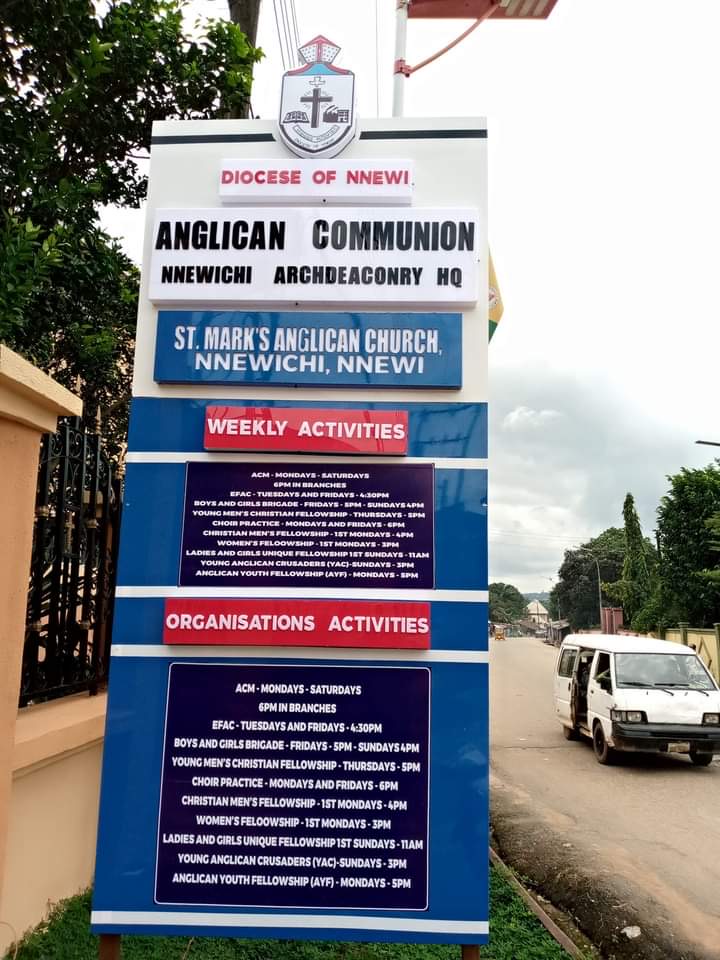 DIOCESE OF NNEWI
ANGLICAN COMMUNION
NNEWICHI ARCHDEACONRY HQ
ST. MARK'S ANGLICAN CHURCH,
NNEWICHI, NNEWI
WEEKLY ACTIVITIES
ACM - MONDAYS - SATURDAYS
6PM IN BRANCHES
EFAC - TUESDAYS AND FRIDAYS - 4:30PM
BOYS AND GIRLS BRIGADE - FRIDAYS - 5PM - SUNDAYS 4PM
YOUNG MEN'S CHRISTIAN FELLOWSHIP - THURSDAYS - 5PM
CHOIR PRACTICE - MONDAYS AND FRIDAYS - 6PM
CHRISTIAN MEN'S FELLOWSHIP - 1ST MONDAYS - 4PM
WOMEN'S FELOOWSHIP - 1ST MONDAYS - 3PM
LADIES AND GIRLS UNIQUE FELLOWSHIP 1ST SUNDAYS - 11AM
YOUNG ANGLICAN CRUSADERS (YAC)-SUNDAYS - 3PM
ANGLICAN YOUTH FELLOWSHIP (AYF) - MONDAYS - 5PM
ORGANISATIONS ACTIVITIES
ACM - MONDAYS - SATURDAYS
6PM IN BRANCHES
EFAC - TUESDAYS AND FRIDAYS - 4:30PM
BOYS AND GIRLS BRIGADE - FRIDAYS - 5PM - SUNDAYS 4PM
YOUNG MEN'S CHRISTIAN FELLOWSHIP - THURSDAYS - 5PM
CHOIR PRACTICE - MONDAYS AND FRIDAYS - 6PM
CHRISTIAN MEN'S FELLOWSHIP - 1ST MONDAYS - 4PM
WOMEN'S FELOOWSHIP - 1ST MONDAYS - 3PM
LADIES AND GIRLS UNIQUE FELLOWSHIP 1ST SUNDAYS - 11AM
YOUNG ANGLICAN CRUSADERS (YAC)-SUNDAYS - 3PM
ANGLICAN YOUTH FELLOWSHIP (AYF) - MONDAYS - 5PM